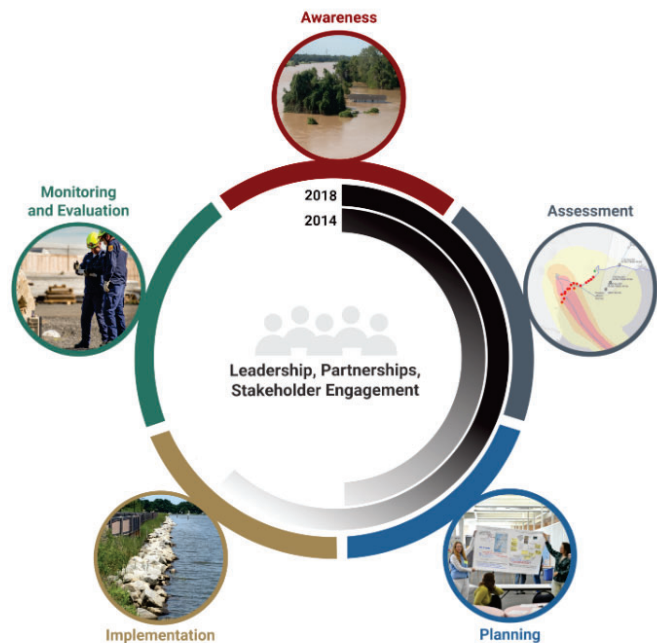 Awareness
Monitoring
and Evaluation
2018
2014
Assessment
Leadership, Partnerships,
Stakeholder Engagement
Implementation
Planning